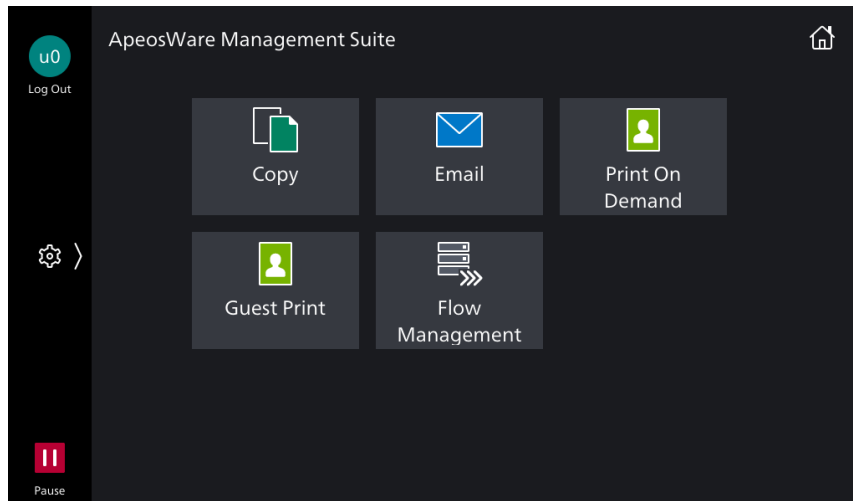 u0
Log Out
ApeosWare Management Suite
Copy
Email
Print On
Demand
Guest Print
Flow
Management
Pause